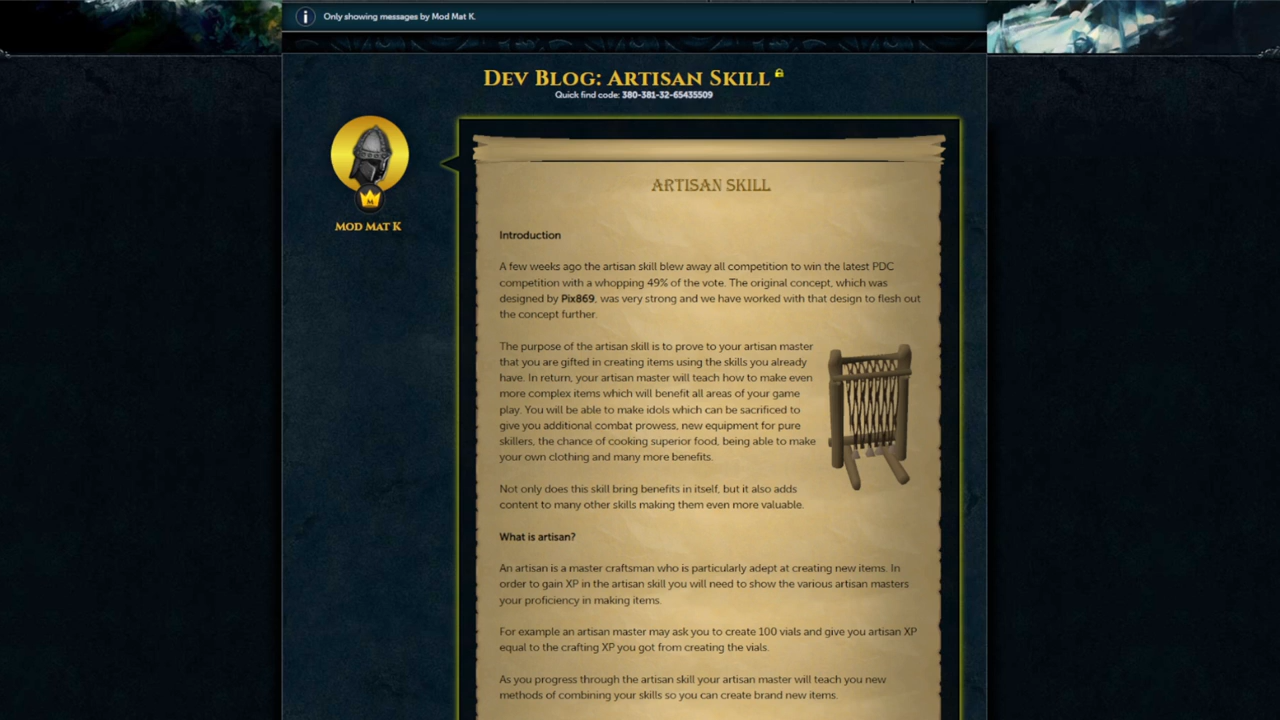 Only showing messages by Mod Mat K.
Dev Blog: Artisan Skill
Quick find code: 380-381-32-65435509
M
MOD MAT K
ARTISAN SKILL
Introduction
A few weeks ago the artisan skill blew away all competition to win the latest PDC
competition with a whopping 49% of the vote. The original concept, which was
designed by Pix869, was very strong and we have worked with that design to flesh out
the concept further.
The purpose of the artisan skill is to prove to your artisan master
that you are gifted in creating items using the skills you already
have. In return, your artisan master will teach how to make even
more complex items which will benefit all areas of your game
play. You will be able to make idols which can be sacrificed to
give you additional combat prowess, new equipment for pure
skillers, the chance of cooking superior food, being able to make
your own clothing and many more benefits.
Not only does this skill bring benefits in itself, but it also adds
content to many other skills making them even more valuable.
What is artisan?
An artisan is a master craftsman who is particularly adept at creating new items. In
order to gain XP in the artisan skill you will need to show the various artisan masters
your proficiency in making items.
For example an artisan master may ask you to create 100 vials and give you artisan XP
equal to the crafting XP you got from creating the vials.
As you progress through the artisan skill your artisan master will teach you new
methods of combining your skills so you can create brand new items.